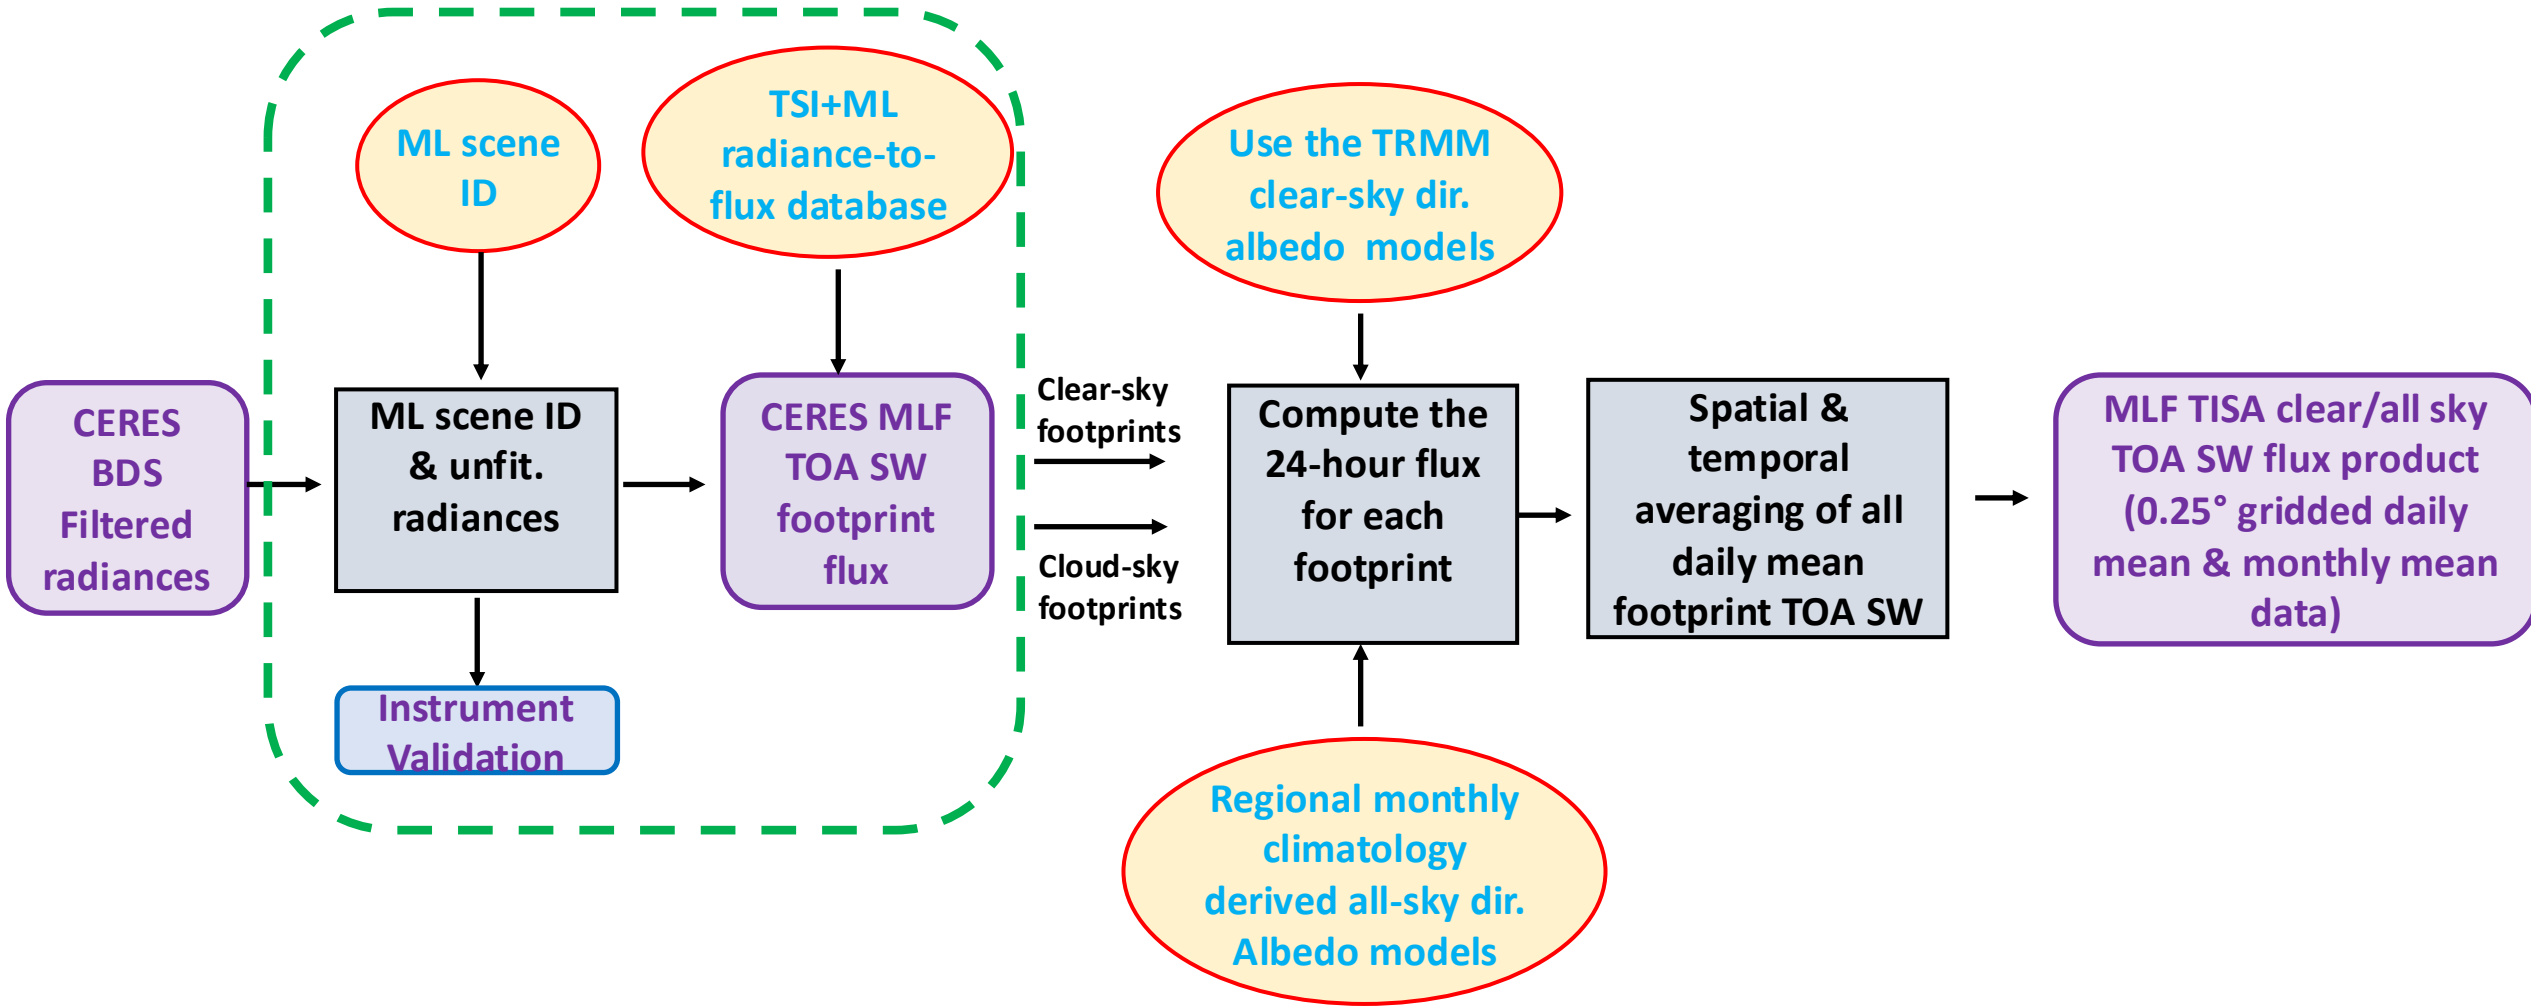 ML scene
ID
TSI+ML
radiance-to-
flux database
Use the TRMM
clear-sky dir.
albedo models
CERES
BDS
Filtered
radiances
ML scene ID
& unfit.
radiances
CERES MLF
TOA SW
footprint
flux
Clear-sky
footprints
Cloud-sky
footprints
Compute the
24-hour flux
for each
footprint
Spatial &
temporal
averaging of all
daily mean
footprint TOA SW
MLF TISA clear/all sky
TOA SW flux product
(0.25° gridded daily
mean & monthly mean
data)
Instrument
Validation
Regional monthly
climatology
derived all-sky dir.
Albedo models